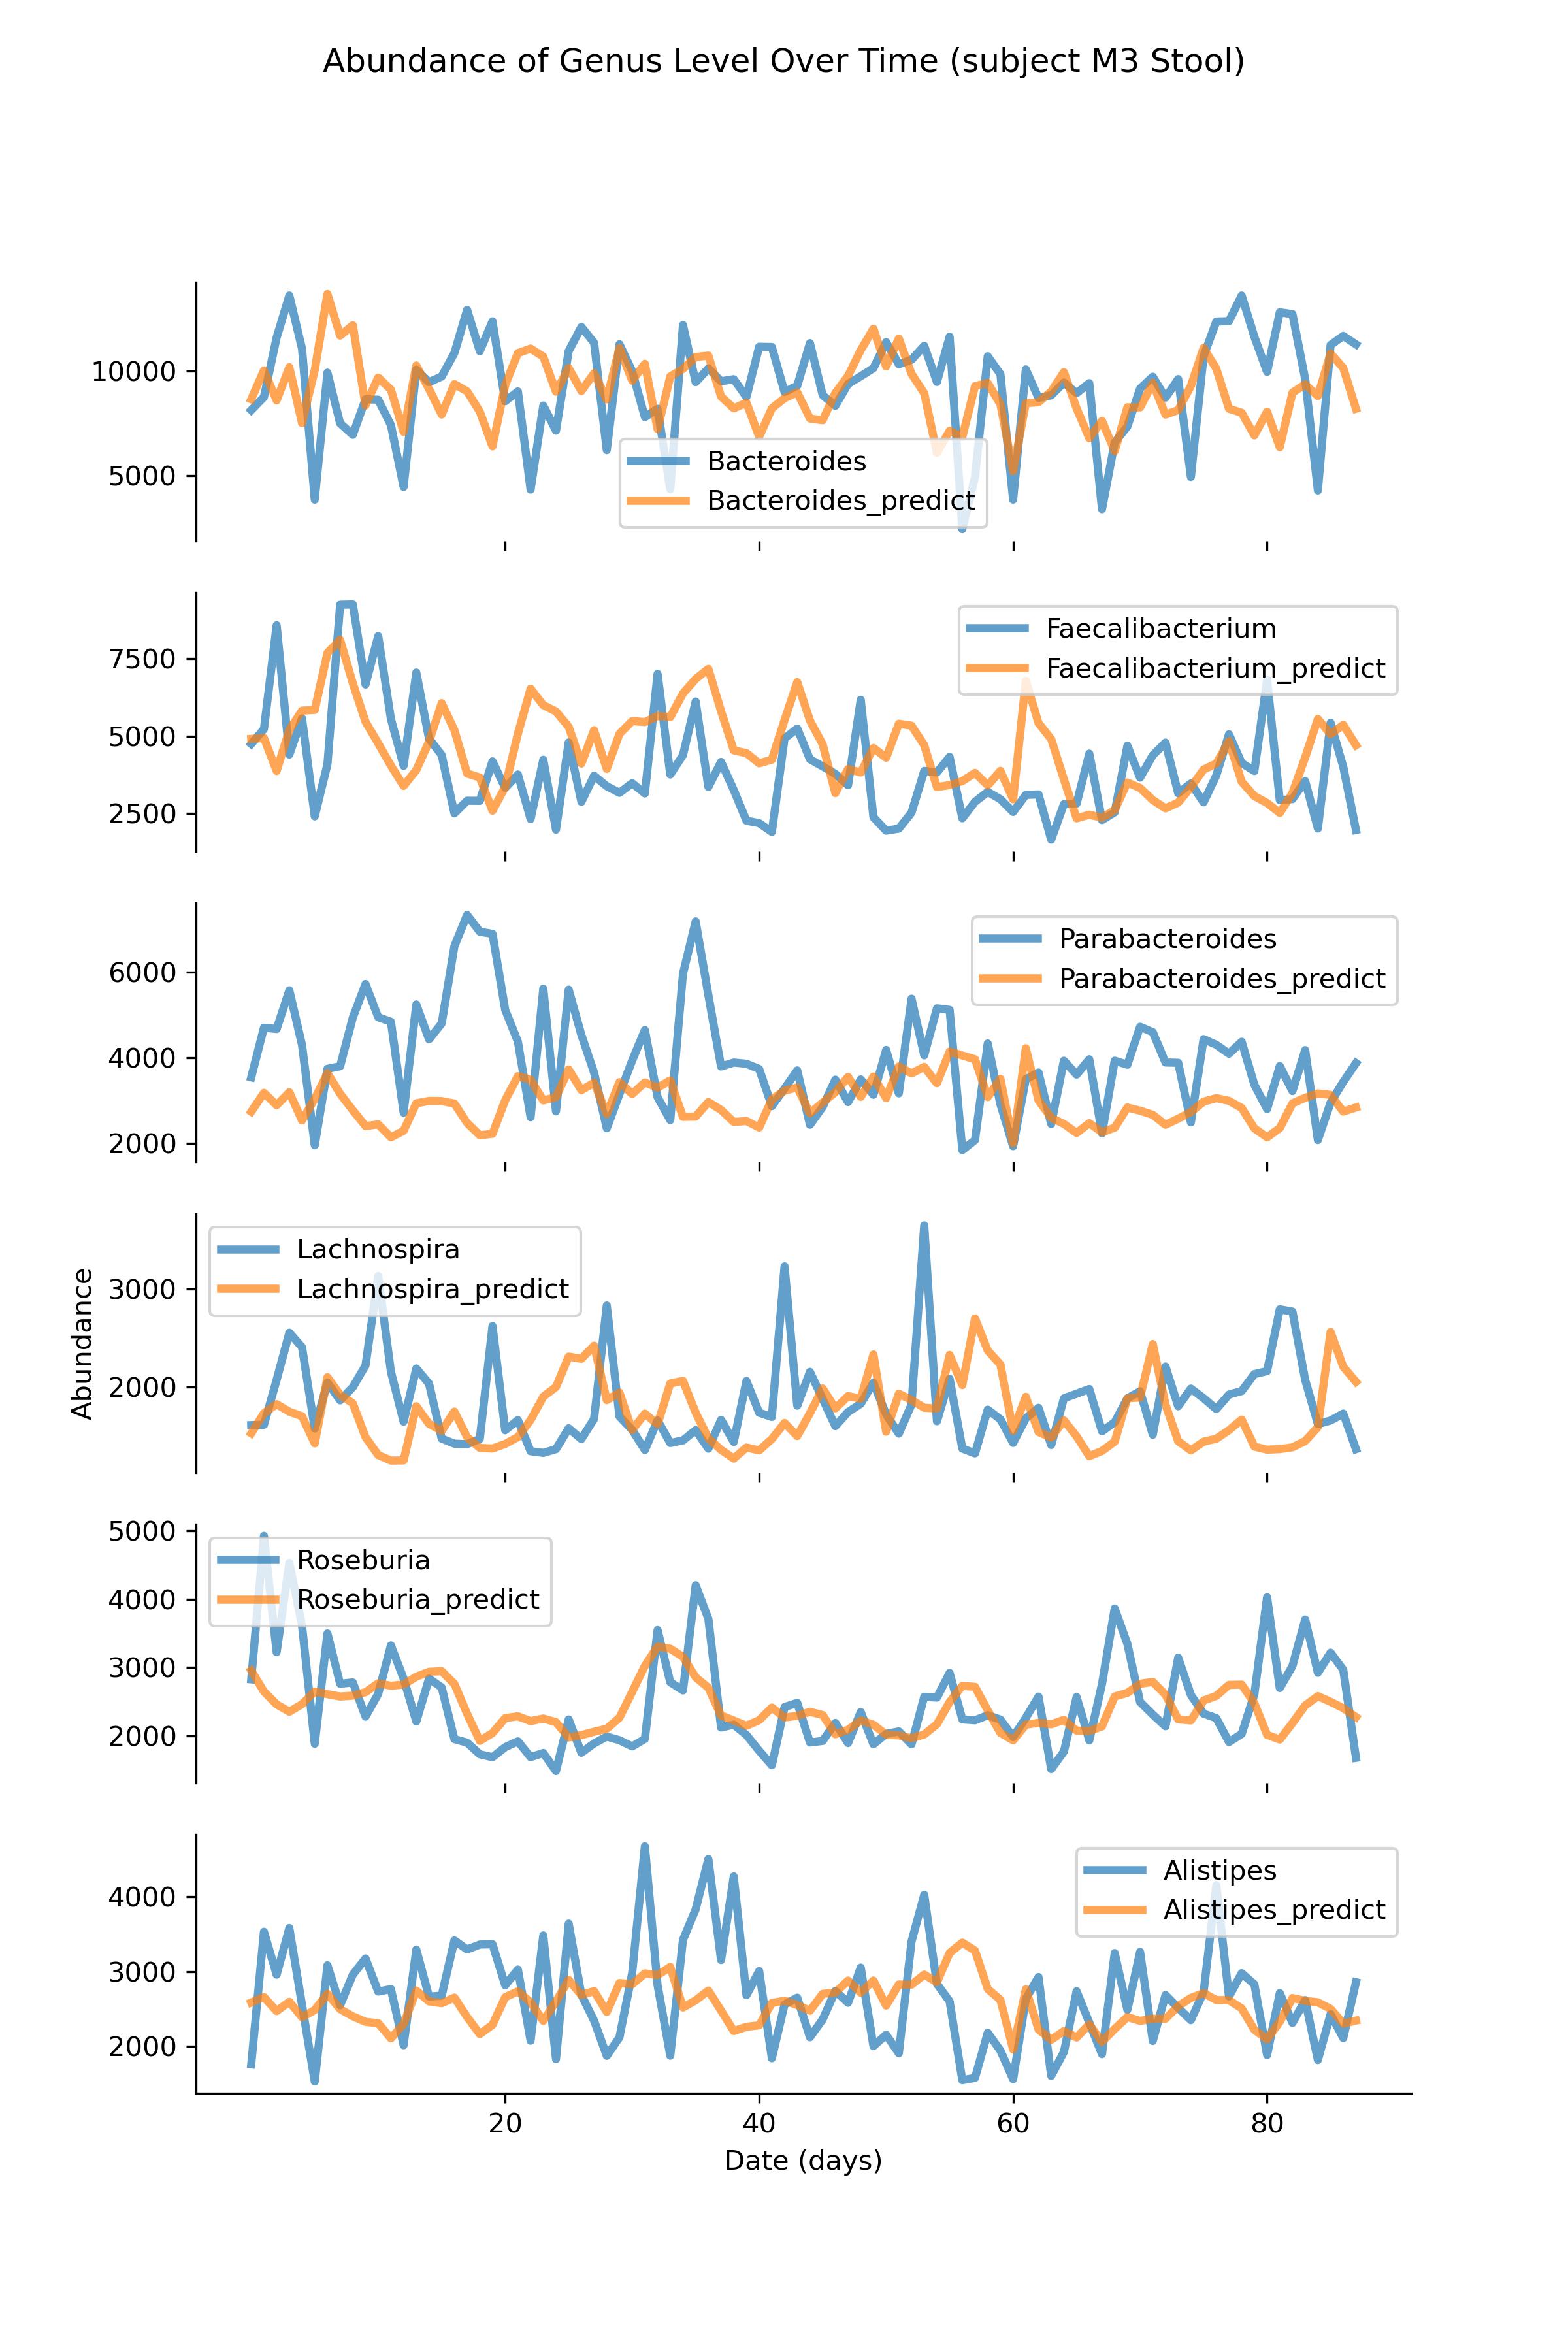 Abundance of Genus Level Over Time (subject M3 Stool)
10000
5000
Bacteroides
Bacteroides_predict
7500
5000
2500
Faecalibacterium
Faecalibacterium_predict
6000
4000
2000
Parabacteroides
Parabacteroides_predict
Abundance
3000
2000
Lachnospira
Lachnospira_predict
5000
4000
3000
2000
Roseburia
Roseburia_predict
4000
3000
2000
Alistipes
Alistipes_predict
20 40 60 80
Date (days)